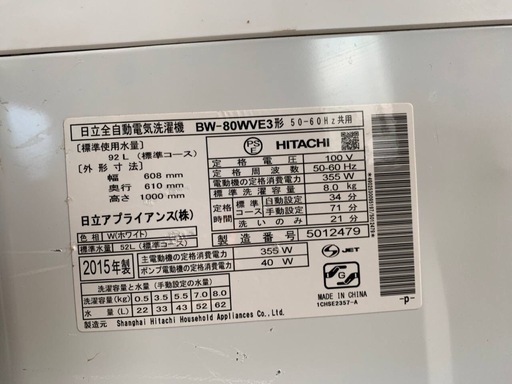 日立全自動電気洗濯機 BW-80WVE3形 50-60Hz共用
[標準使用水量]
92L (標準コース)
[外形寸法]
幅 608 mm
奥行 610 mm
高さ 1000 mm
日立アプライアンス(株)
色相 W(ホワイト)
標準水量 52L (標準コース)
2015年製
主電動機の定格消費電力 355 W
ポンプ電動機の定格消費電力 40 W
洗濯容量と水量 (手動設定の水量)
洗濯容量(kg) 0.5 3.5 5.5 7.0 8.0
水量(L) 22 33 43 52 62
製造元 Shanghai Hitachi Household Appliances Co., Ltd.
PS E HITACHI
定格電圧 100 V
定格周波数 50-60 Hz
電動機の定格消費電力 355 W
標準洗濯容量 8.0 kg
定格時間 標準コース 自動設定 34 分
手動設定 71 分
洗いのみ 21 分
製造番号 5012479
S JET
MADE IN CHINA
1CHSE2357-A
-p-